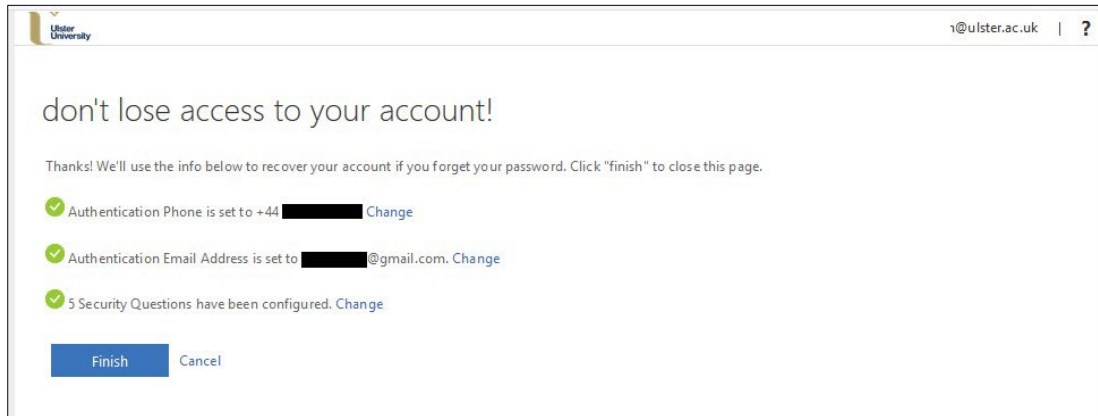 Ulster
University
ı@ulster.ac.uk | ?
don't lose access to your account!
Thanks! We'll use the info below to recover your account if you forget your password. Click "finish" to close this page.
Authentication Phone is set to +44 Change
Authentication Email Address is set to @gmail.com. Change
5 Security Questions have been configured. Change
Finish Cancel